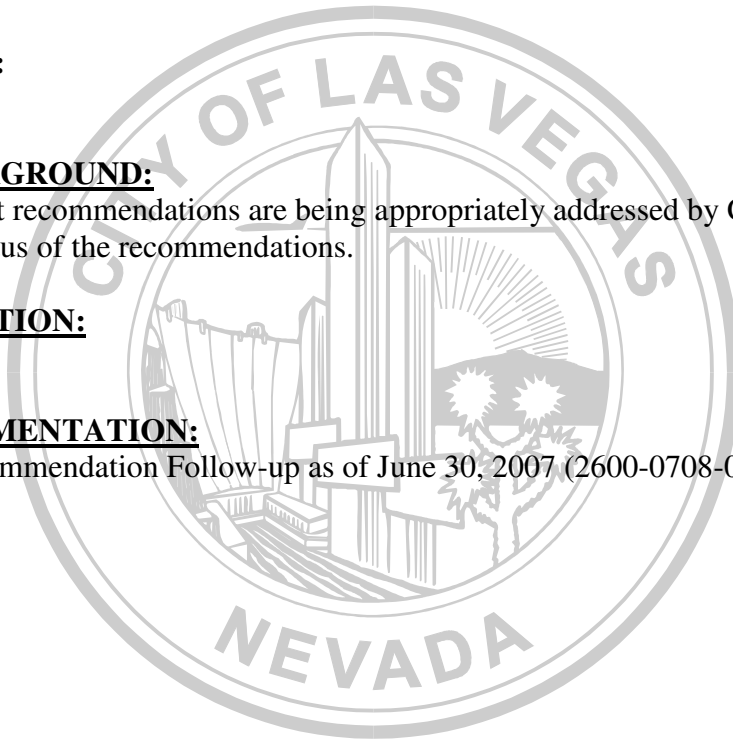 :
GROUND:
t recommendations are being appropriately addressed by
us of the recommendations.
TION:
MENTATION:
mmendation Follow-up as of June 30, 2007 (2600-0708-0
CITY OF LAS VEGAS
NEVADA